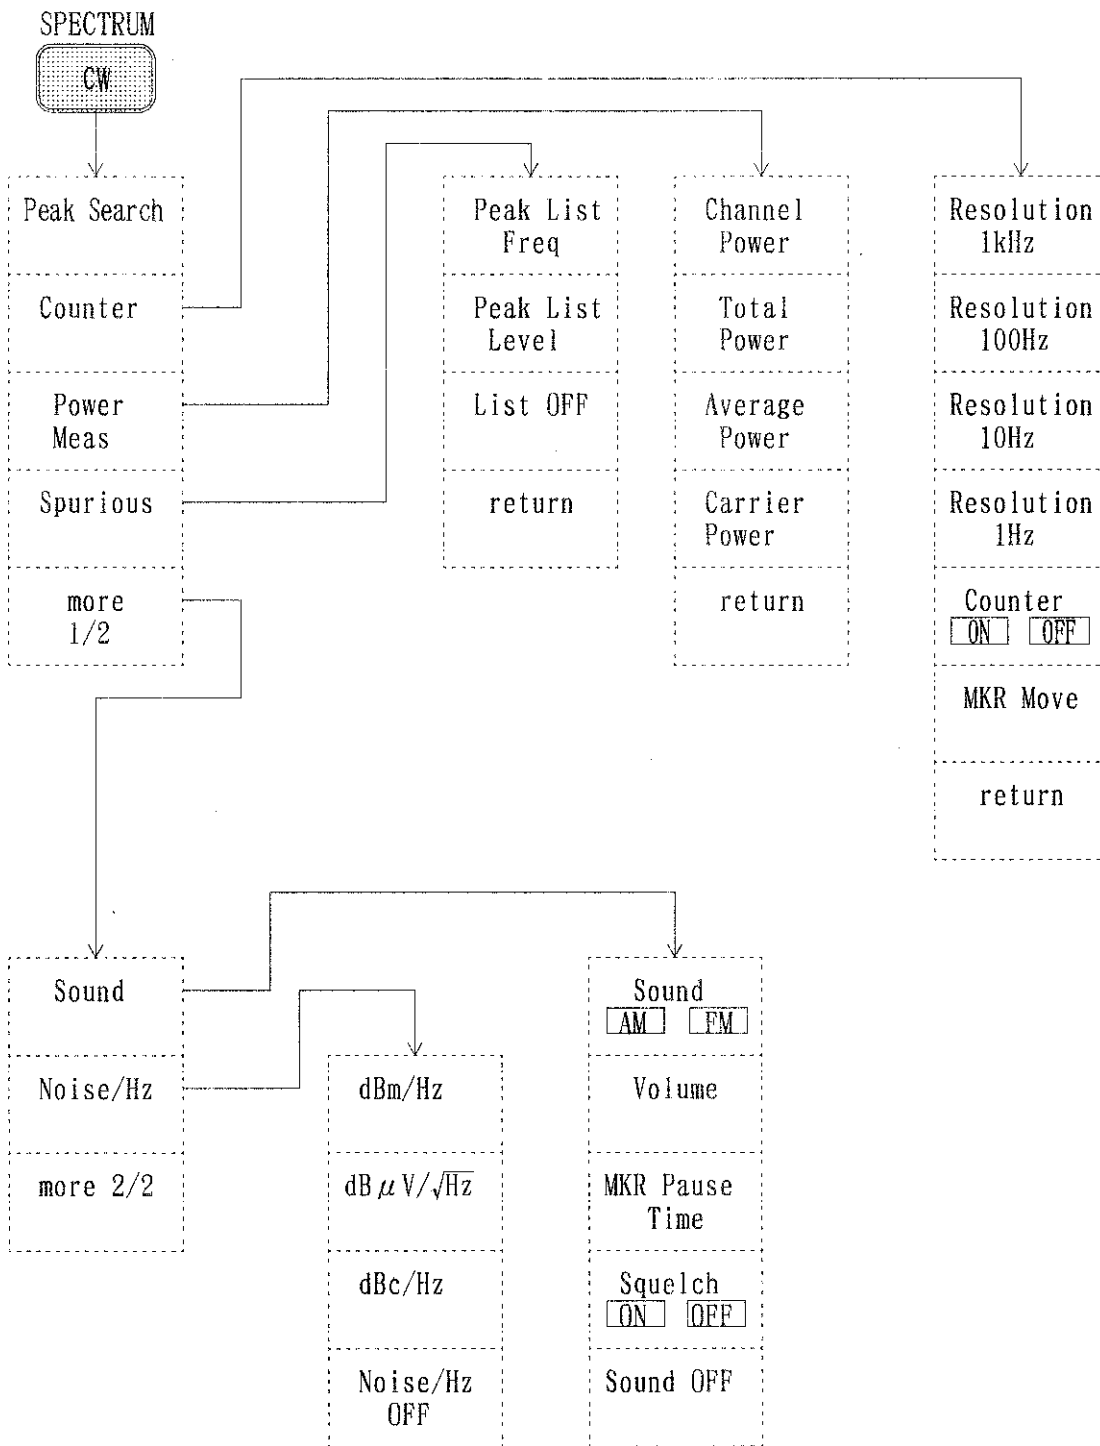 SPECTRUM
CW
Peak Search
Counter
Power
Meas
Spurious
more
1/2
Peak List
Freq
Peak List
Level
List OFF
return
Channel
Power
Total
Power
Average
Power
Carrier
Power
return
Resolution
1kHz
Resolution
100Hz
Resolution
10Hz
Resolution
1Hz
Counter
ON OFF
MKR Move
return
Sound
Noise/Hz
more 2/2
dBm/Hz
dBμV/√Hz
dBc/Hz
Noise/Hz
OFF
Sound
AM FM
Volume
MKR Pause
Time
Squelch
ON OFF
Sound OFF